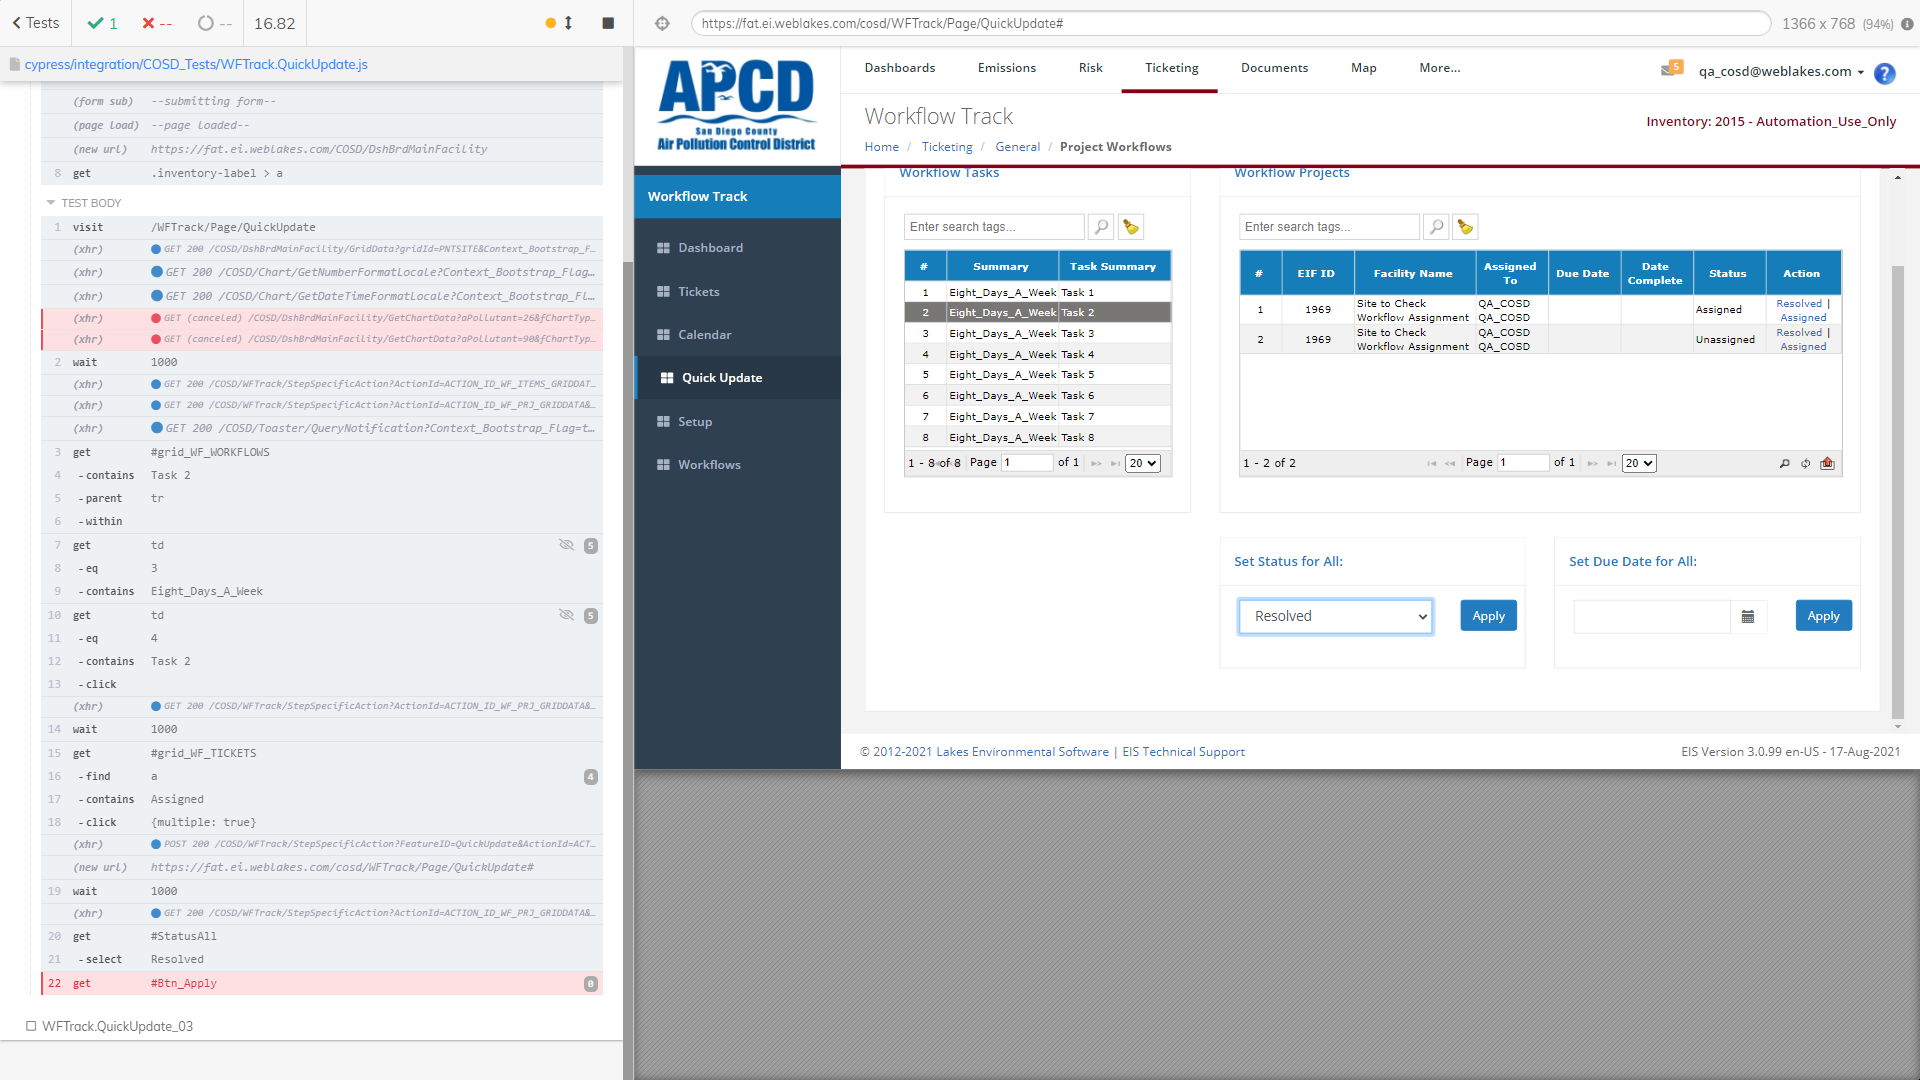 Tests
1
--
--
16.82
https://fat.ei.weblakes.com/cosd/WFTrack/Page/QuickUpdate#
1366 x 768 (94%)
cypress/integration/COSD_Tests/WFTrack.QuickUpdate.js
(form sub) --submitting form--
(page load) --page loaded--
(new url) https://fat.ei.weblakes.com/COSD/DshBrdMainFacility
8 get .inventory-label > a
TEST BODY
1 visit /WFTrack/Page/QuickUpdate
(xhr) GET 200 /COSD/DshBrdMainFacility/GridData?gridId=PNTSITE&Context_Bootstrap_F...
(xhr) GET 200 /COSD/Chart/GetNumberFormatLocale?Context_Bootstrap_Flag...
(xhr) GET 200 /COSD/Chart/GetDateTimeFormatLocale?Context_Bootstrap_Fl...
(xhr) GET (canceled) /COSD/DshBrdMainFacility/GetChartData?aPollutant=26&fChartTyp...
(xhr) GET (canceled) /COSD/DshBrdMainFacility/GetChartData?aPollutant=90&fChartTyp...
2 wait 1000
(xhr) GET 200 /COSD/WFTrack/StepSpecificAction?ActionId=ACTION_ID_WF_ITEMS_GRIDDAT...
(xhr) GET 200 /COSD/WFTrack/StepSpecificAction?ActionId=ACTION_ID_WF_PRJ_GRIDDATA&...
(xhr) GET 200 /COSD/Toaster/QueryNotification?Context_Bootstrap_Flag=t...
3 get #grid_WF_WORKFLOWS
4 -contains Task 2
5 -parent tr
6 -within
7 get td 5
8 -eq 3
9 -contains Eight_Days_A_Week
10 get td 5
11 -eq 4
12 -contains Task 2
13 -click
(xhr) GET 200 /COSD/WFTrack/StepSpecificAction?ActionId=ACTION_ID_WF_PRJ_GRIDDATA&...
14 wait 1000
15 get #grid_WF_TICKETS
16 -find a 4
17 -contains Assigned
18 -click {multiple: true}
(xhr) POST 200 /COSD/WFTrack/StepSpecificAction?FeatureID=QuickUpdate&ActionId=ACT...
(new url) https://fat.ei.weblakes.com/cosd/WFTrack/Page/QuickUpdate#
19 wait 1000
(xhr) GET 200 /COSD/WFTrack/StepSpecificAction?ActionId=ACTION_ID_WF_PRJ_GRIDDATA&...
20 get #StatusAll
21 -select Resolved
22 get #Btn_Apply 0
WFTrack.QuickUpdate_03
APCD
San Diego County
Air Pollution Control District
Dashboards Emissions Risk Ticketing Documents Map More...
5 qa_cosd@weblakes.com ?
Workflow Track
Inventory: 2015 - Automation_Use_Only
Home / Ticketing / General / Project Workflows
Workflow Track
Dashboard
Tickets
Calendar
Quick Update
Setup
Workflows
Workflow Tasks
Enter search tags...
# Summary Task Summary
1 Eight_Days_A_Week Task 1
2 Eight_Days_A_Week Task 2
3 Eight_Days_A_Week Task 3
4 Eight_Days_A_Week Task 4
5 Eight_Days_A_Week Task 5
6 Eight_Days_A_Week Task 6
7 Eight_Days_A_Week Task 7
8 Eight_Days_A_Week Task 8
1 - 8 of 8 Page 1 of 1 20
Workflow Projects
Enter search tags...
# EIF ID Facility Name Assigned To Due Date Date Complete Status Action
1 1969 Site to Check Workflow Assignment QA_COSD QA_COSD Assigned Resolved | Assigned
2 1969 Site to Check Workflow Assignment QA_COSD QA_COSD Unassigned Resolved | Assigned
1 - 2 of 2 Page 1 of 1 20
Set Status for All:
Resolved Apply
Set Due Date for All:
Apply
© 2012-2021 Lakes Environmental Software | EIS Technical Support
EIS Version 3.0.99 en-US - 17-Aug-2021